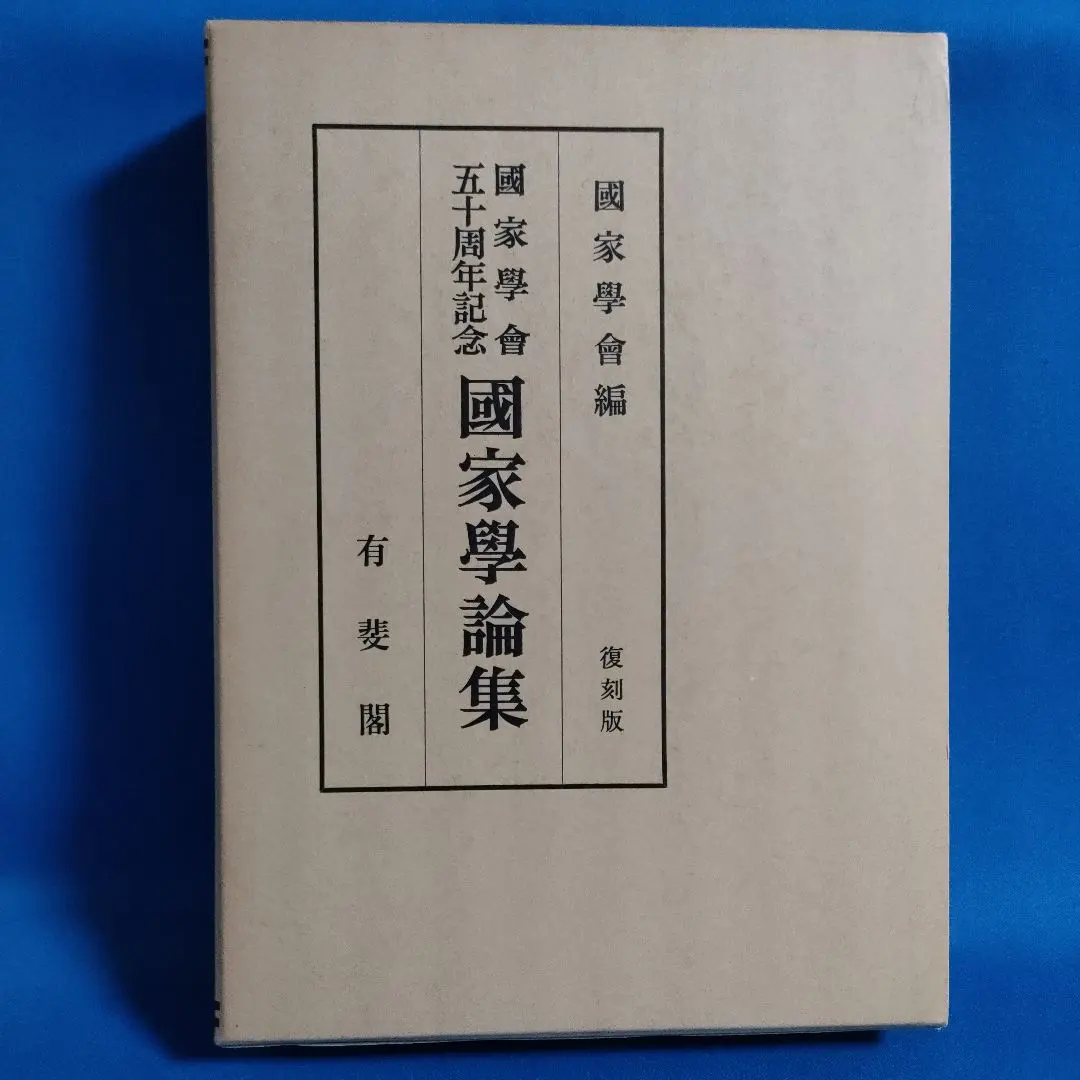 國家學會編
復刻版
國家學會
五十周年記念
國家學論集
有斐閣